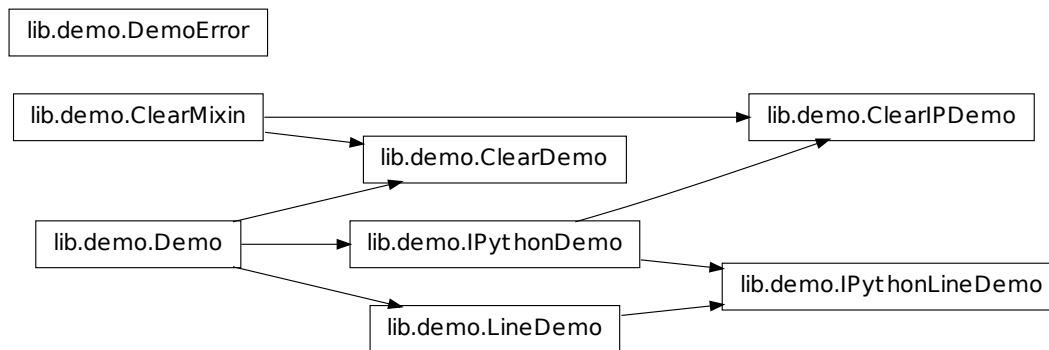 lib.demo.DemoError
lib.demo.ClearMixin
lib.demo.ClearIPDemo
lib.demo.ClearDemo
lib.demo.Demo
lib.demo.IPythonDemo
lib.demo.IPythonLineDemo
lib.demo.LineDemo